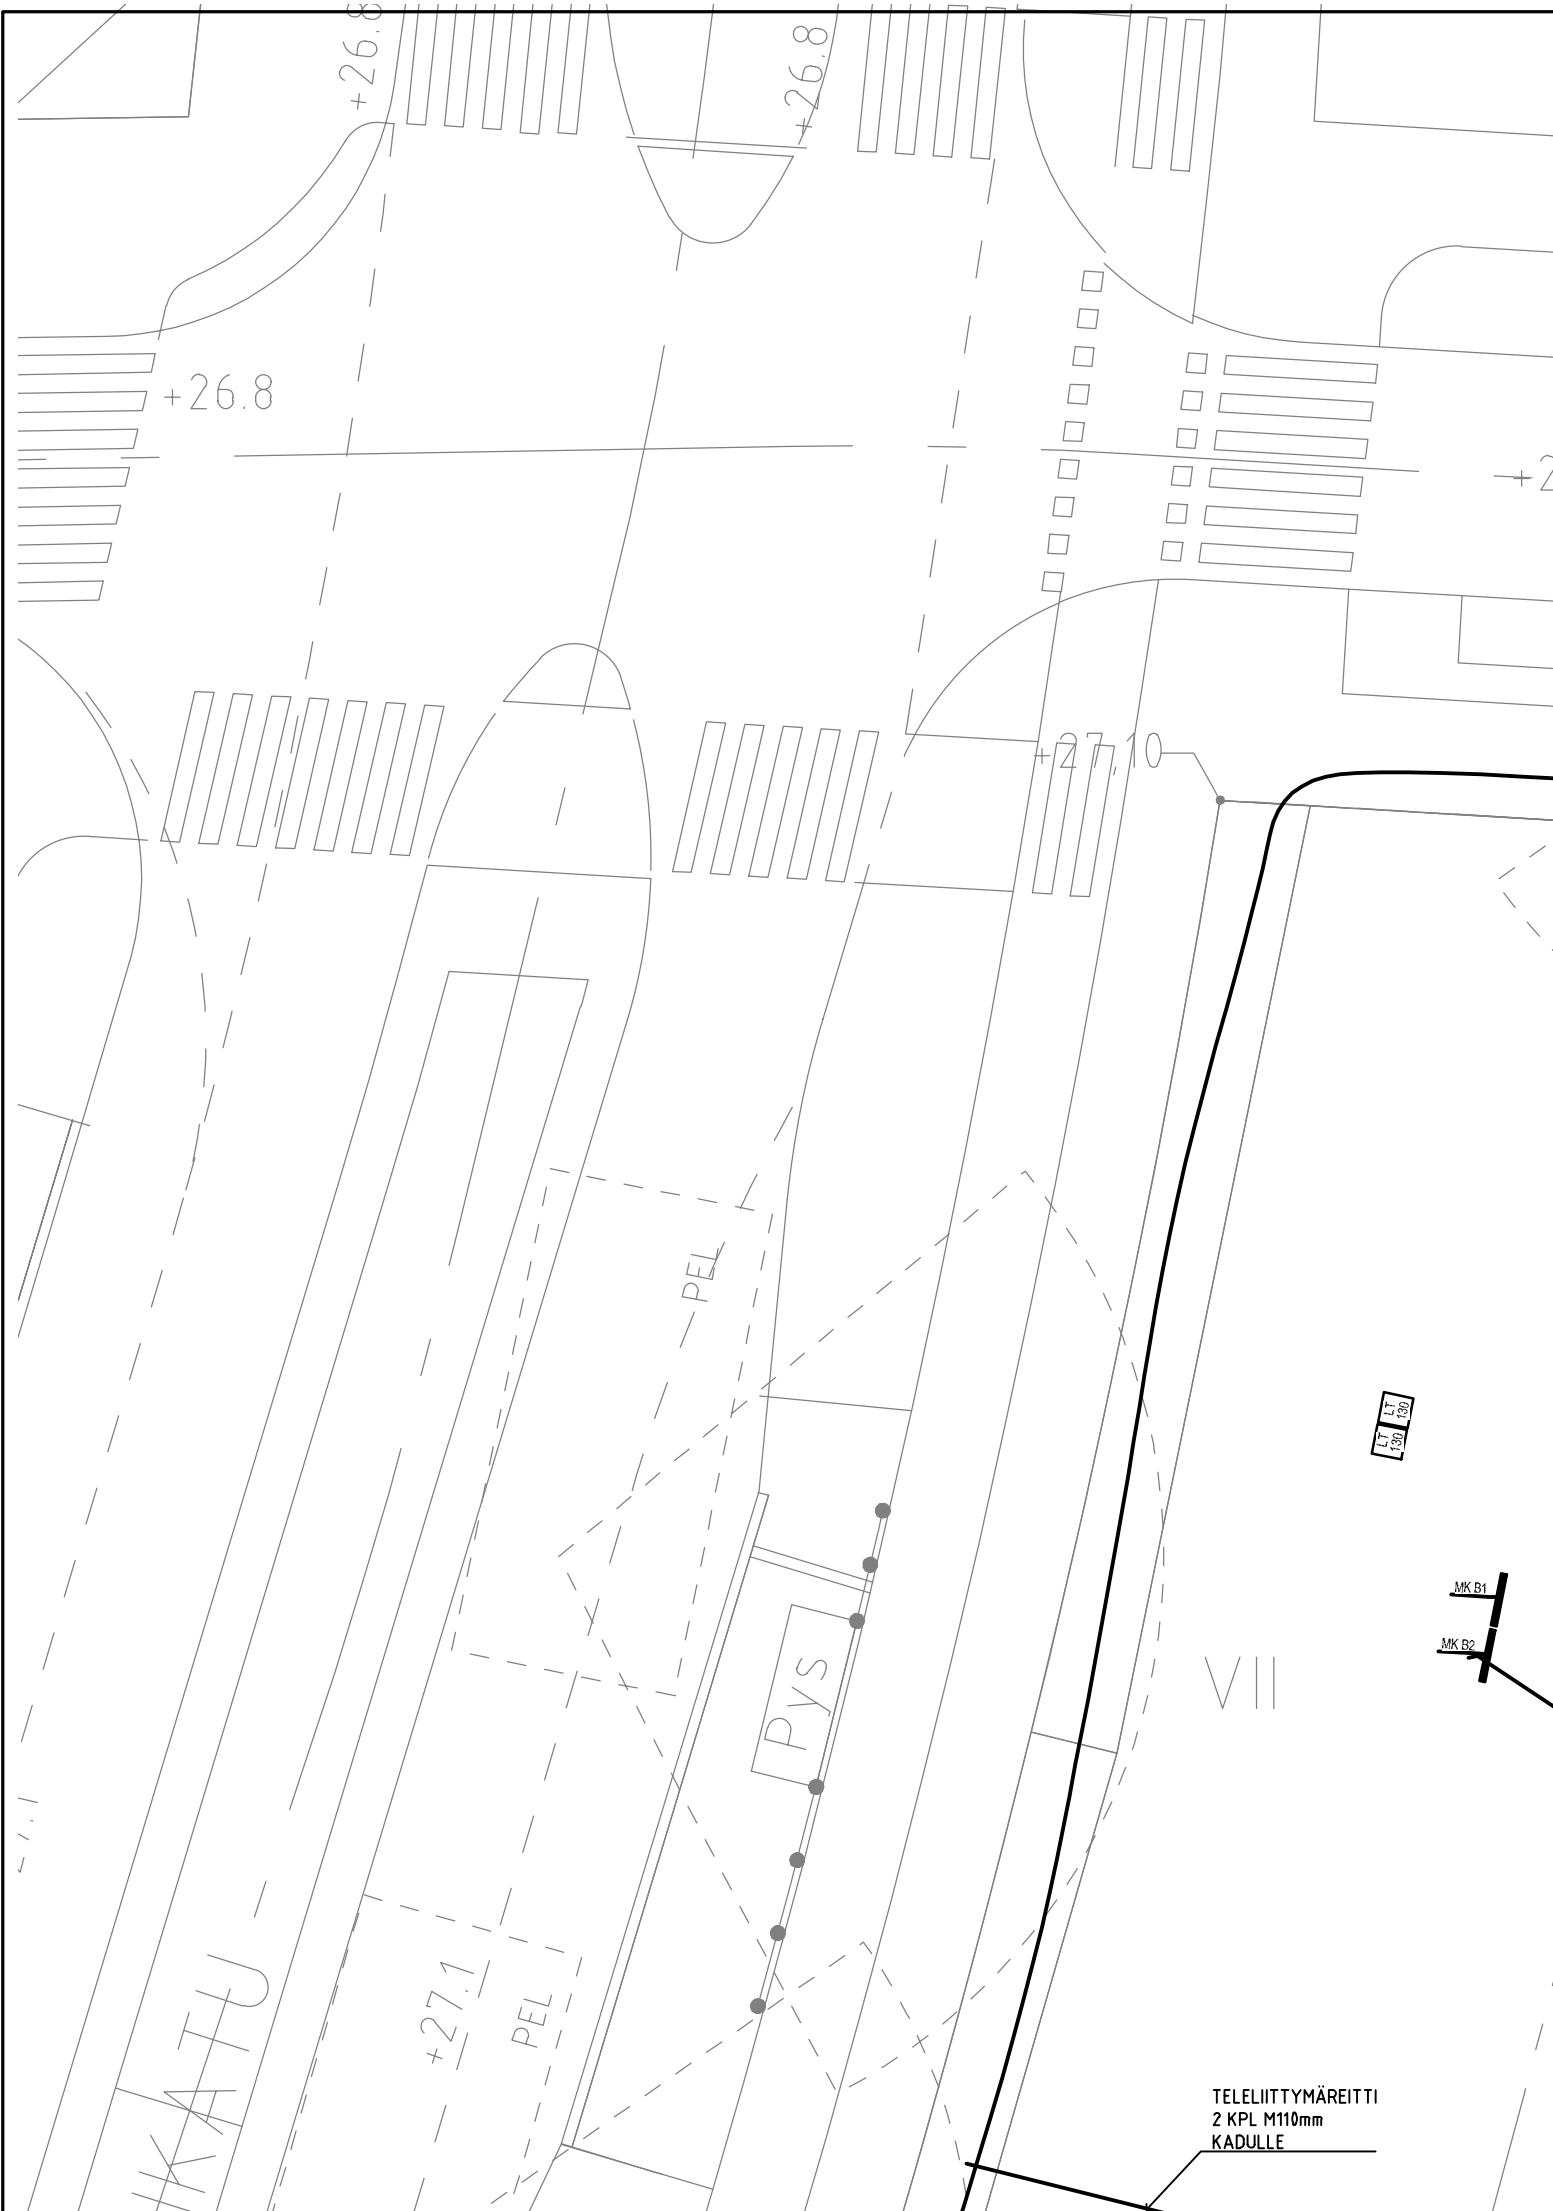 +26.8
+26.8
+26.8
+2
+27,10
PEL
LT
130
LT
130
MK B1
MK B2
VII
Pys
+27.1
PEL
KATU
TELELIITTYMÄREITTI
2 KPL M110mm
KADULLE